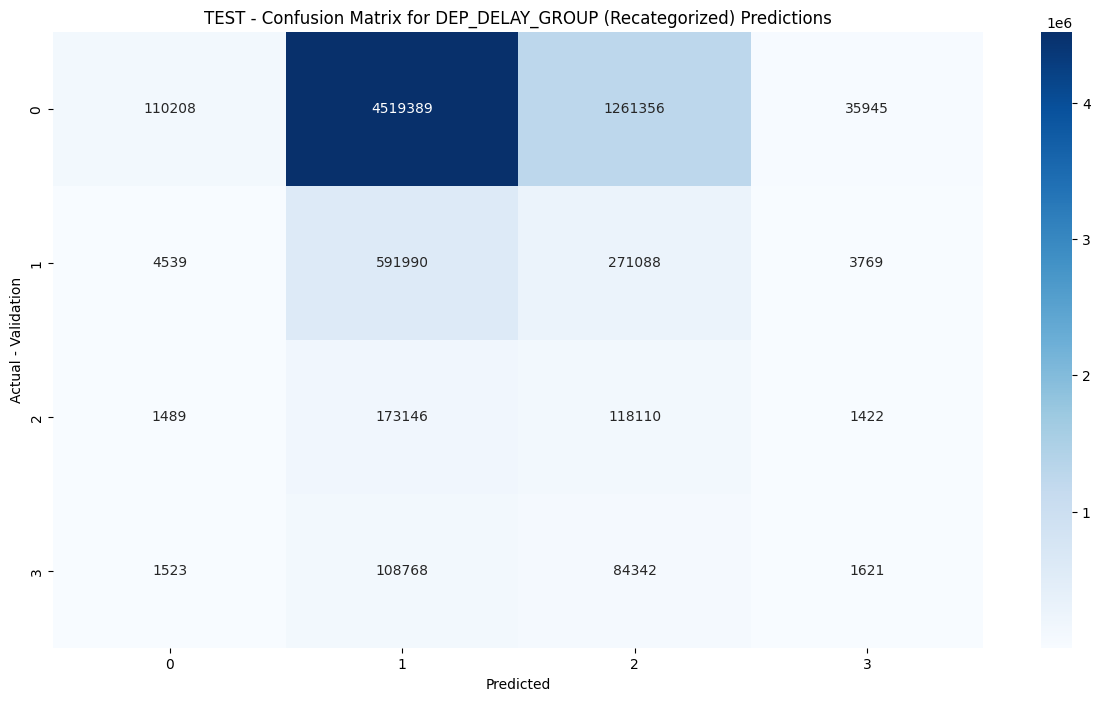 TEST - Confusion Matrix for DEP_DELAY_GROUP (Recategorized) Predictions
1e6
0 110208 4519389 1261356 35945
1 4539 591990 271088 3769
2 1489 173146 118110 1422
3 1523 108768 84342 1621
0 1 2 3
Predicted
Actual - Validation
4
3
2
1